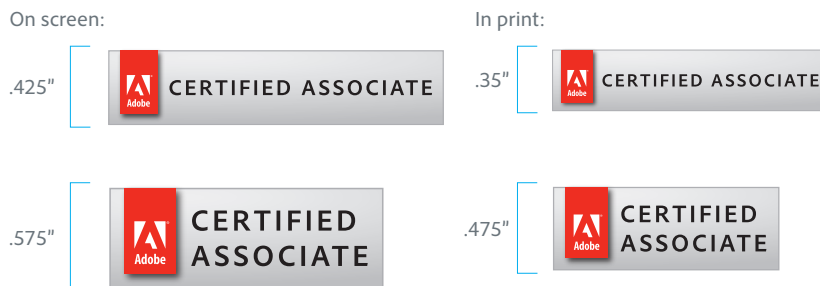 On screen:
In print:
.425"
Adobe
CERTIFIED ASSOCIATE
.35"
Adobe
CERTIFIED ASSOCIATE
.575"
Adobe
CERTIFIED
ASSOCIATE
.475"
Adobe
CERTIFIED
ASSOCIATE